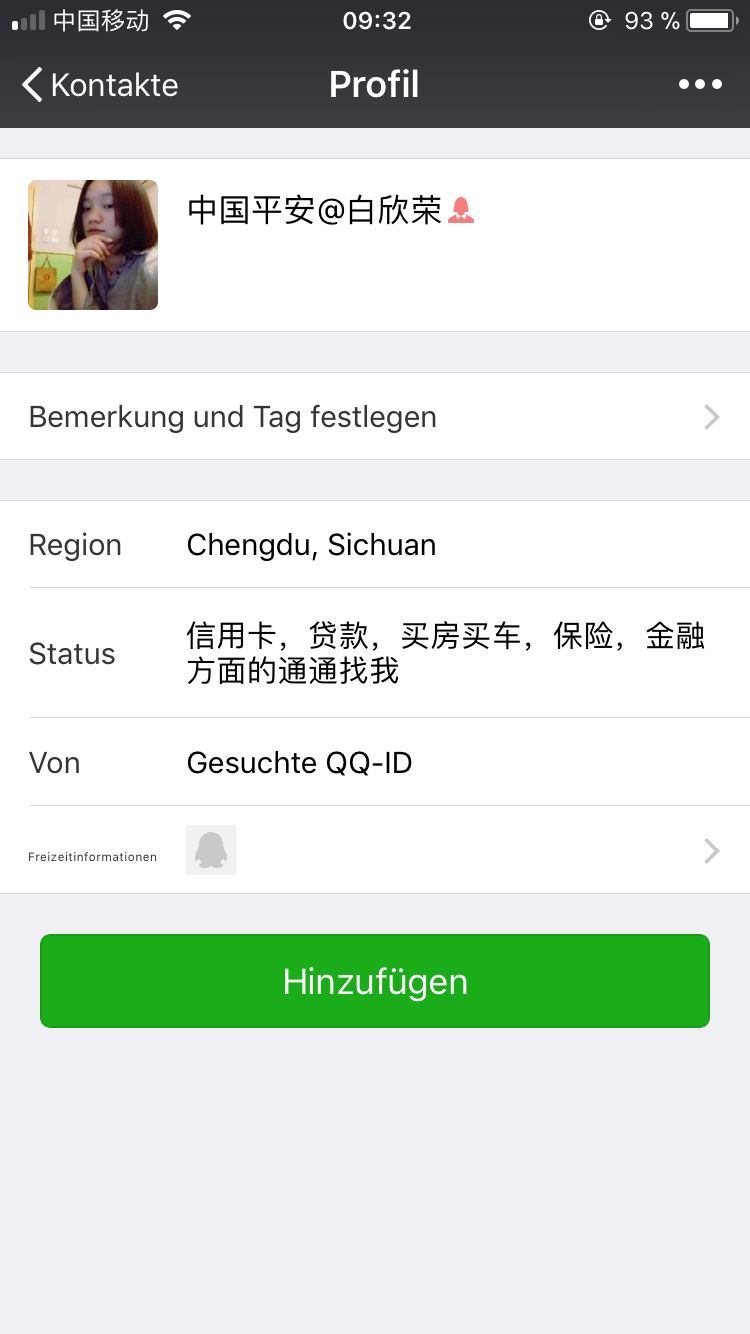 中国移动 09:32 93 %
Kontakte Profil
中国平安@白欣荣
Bemerkung und Tag festlegen
Region Chengdu, Sichuan
Status 信用卡，贷款，买房买车，保险，金融
方面的通通找我
Von Gesuchte QQ-ID
Freizeitinformationen
Hinzufügen